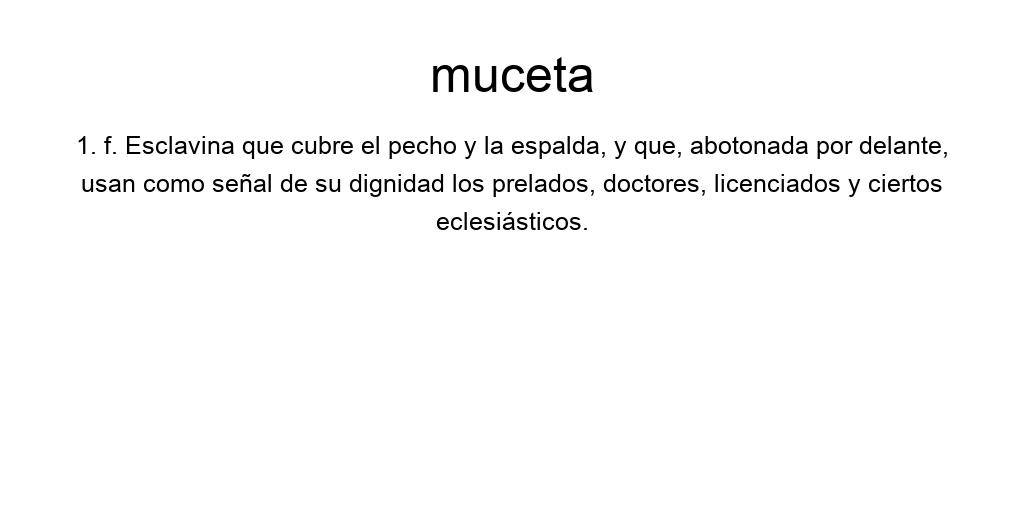 muceta
1. f. Esclavina que cubre el pecho y la espalda, y que, abotonada por delante,
usan como señal de su dignidad los prelados, doctores, licenciados y ciertos
eclesiásticos.